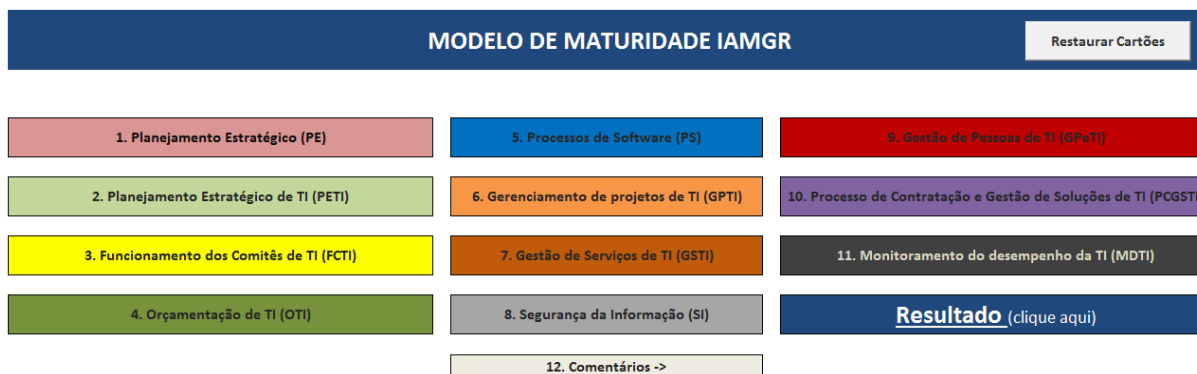 MODELO DE MATURIDADE IAMGR
Restaurar Cartões
1. Planejamento Estratégico (PE)
5. Processos de Software (PS)
9. Gestão de Pessoas de TI (GPeTI)
2. Planejamento Estratégico de TI (PETI)
6. Gerenciamento de projetos de TI (GPTI)
10. Processo de Contratação e Gestão de Soluções de TI (PCGSTI
3. Funcionamento dos Comitês de TI (FCTI)
7. Gestão de Serviços de TI (GSTI)
11. Monitoramento do desempenho da TI (MDTI)
4. Orçamentação de TI (OTI)
8. Segurança da Informação (SI)
Resultado (clique aqui)
12. Comentários ->